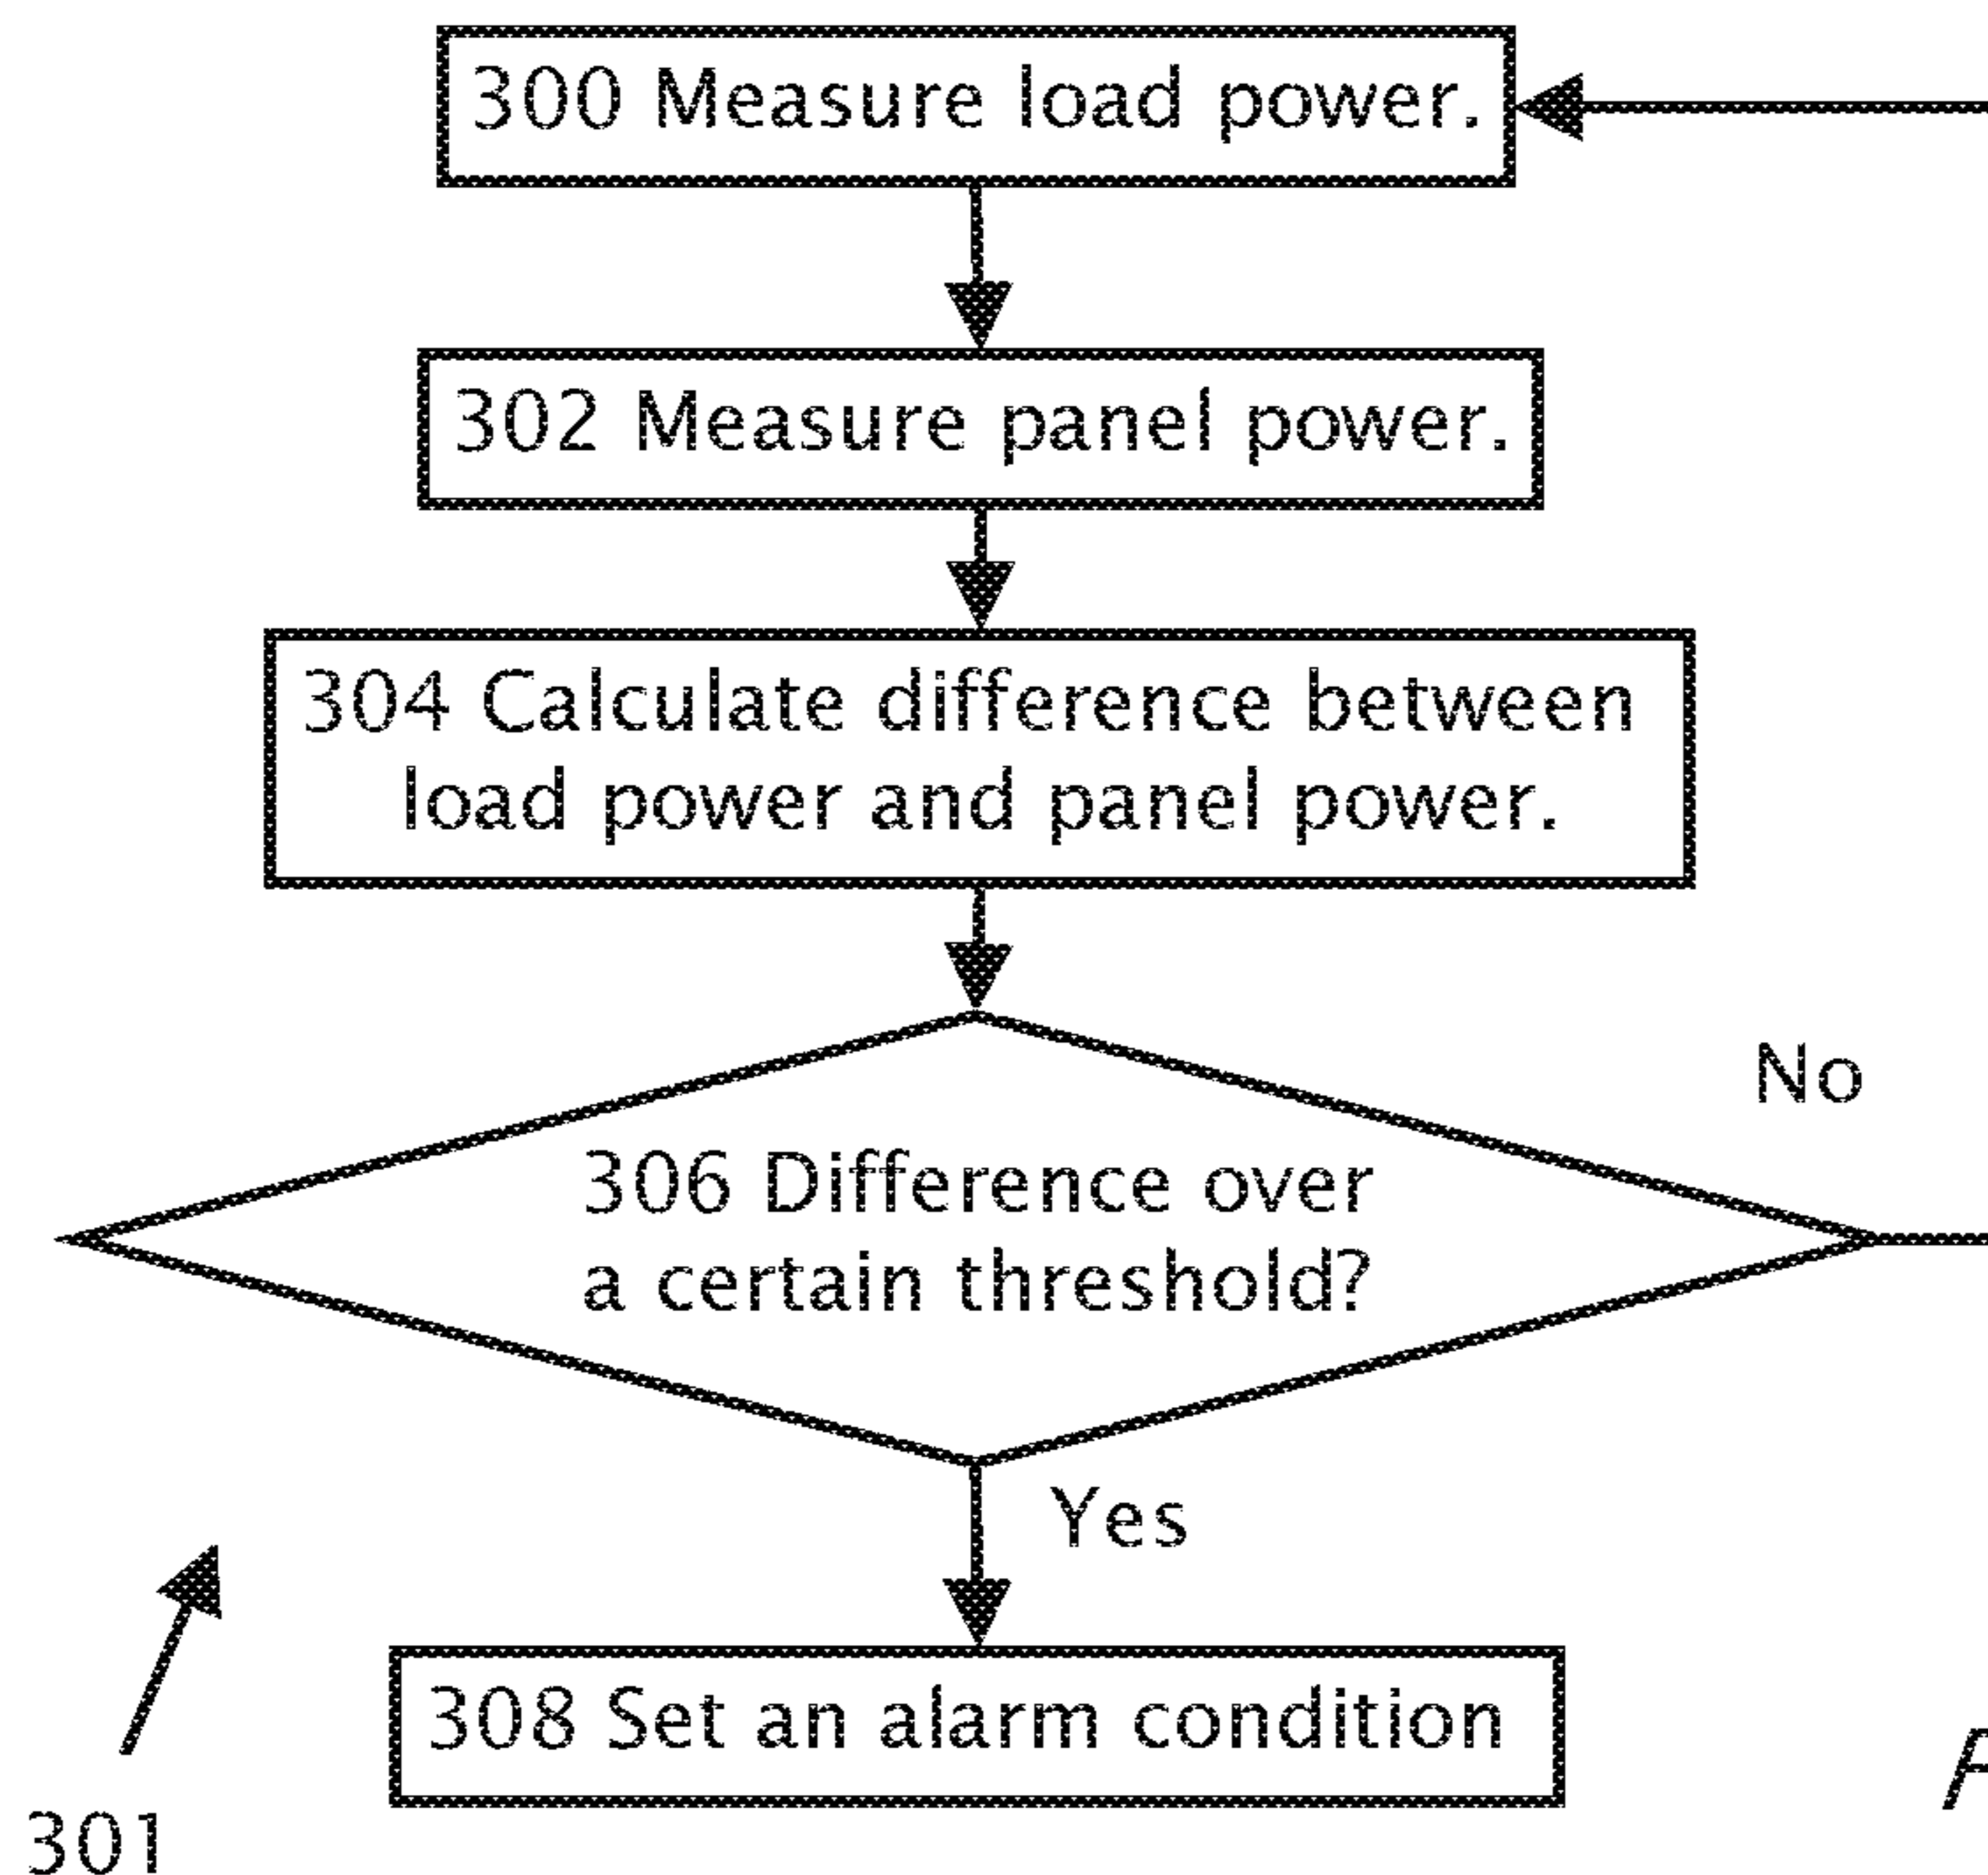 300 Measure load power.
302 Measure panel power.
304 Calculate difference between
load power and panel power.
No
306 Difference over
a certain threshold?
Yes
308 Set an alarm condition
301